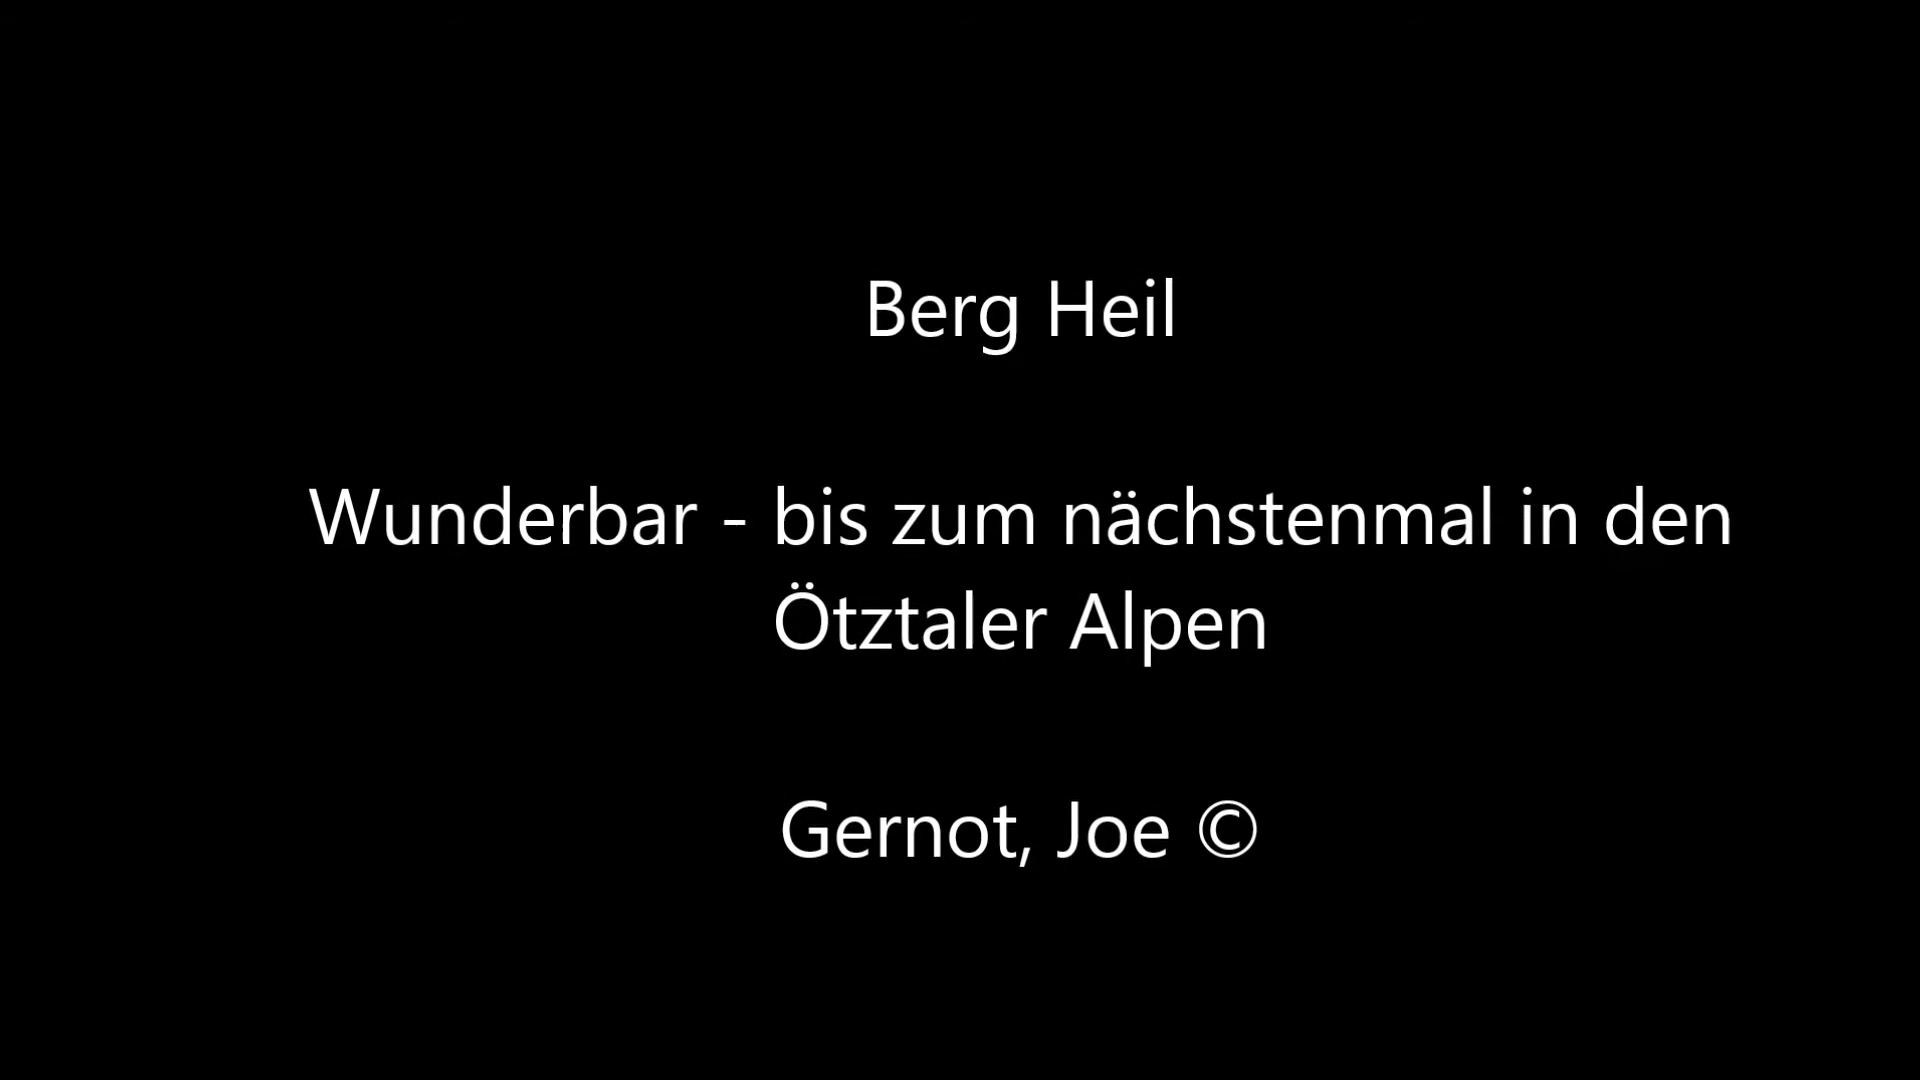 Berg Heil
Wunderbar - bis zum nächstenmal in den
Ötztaler Alpen
Gernot, Joe ©